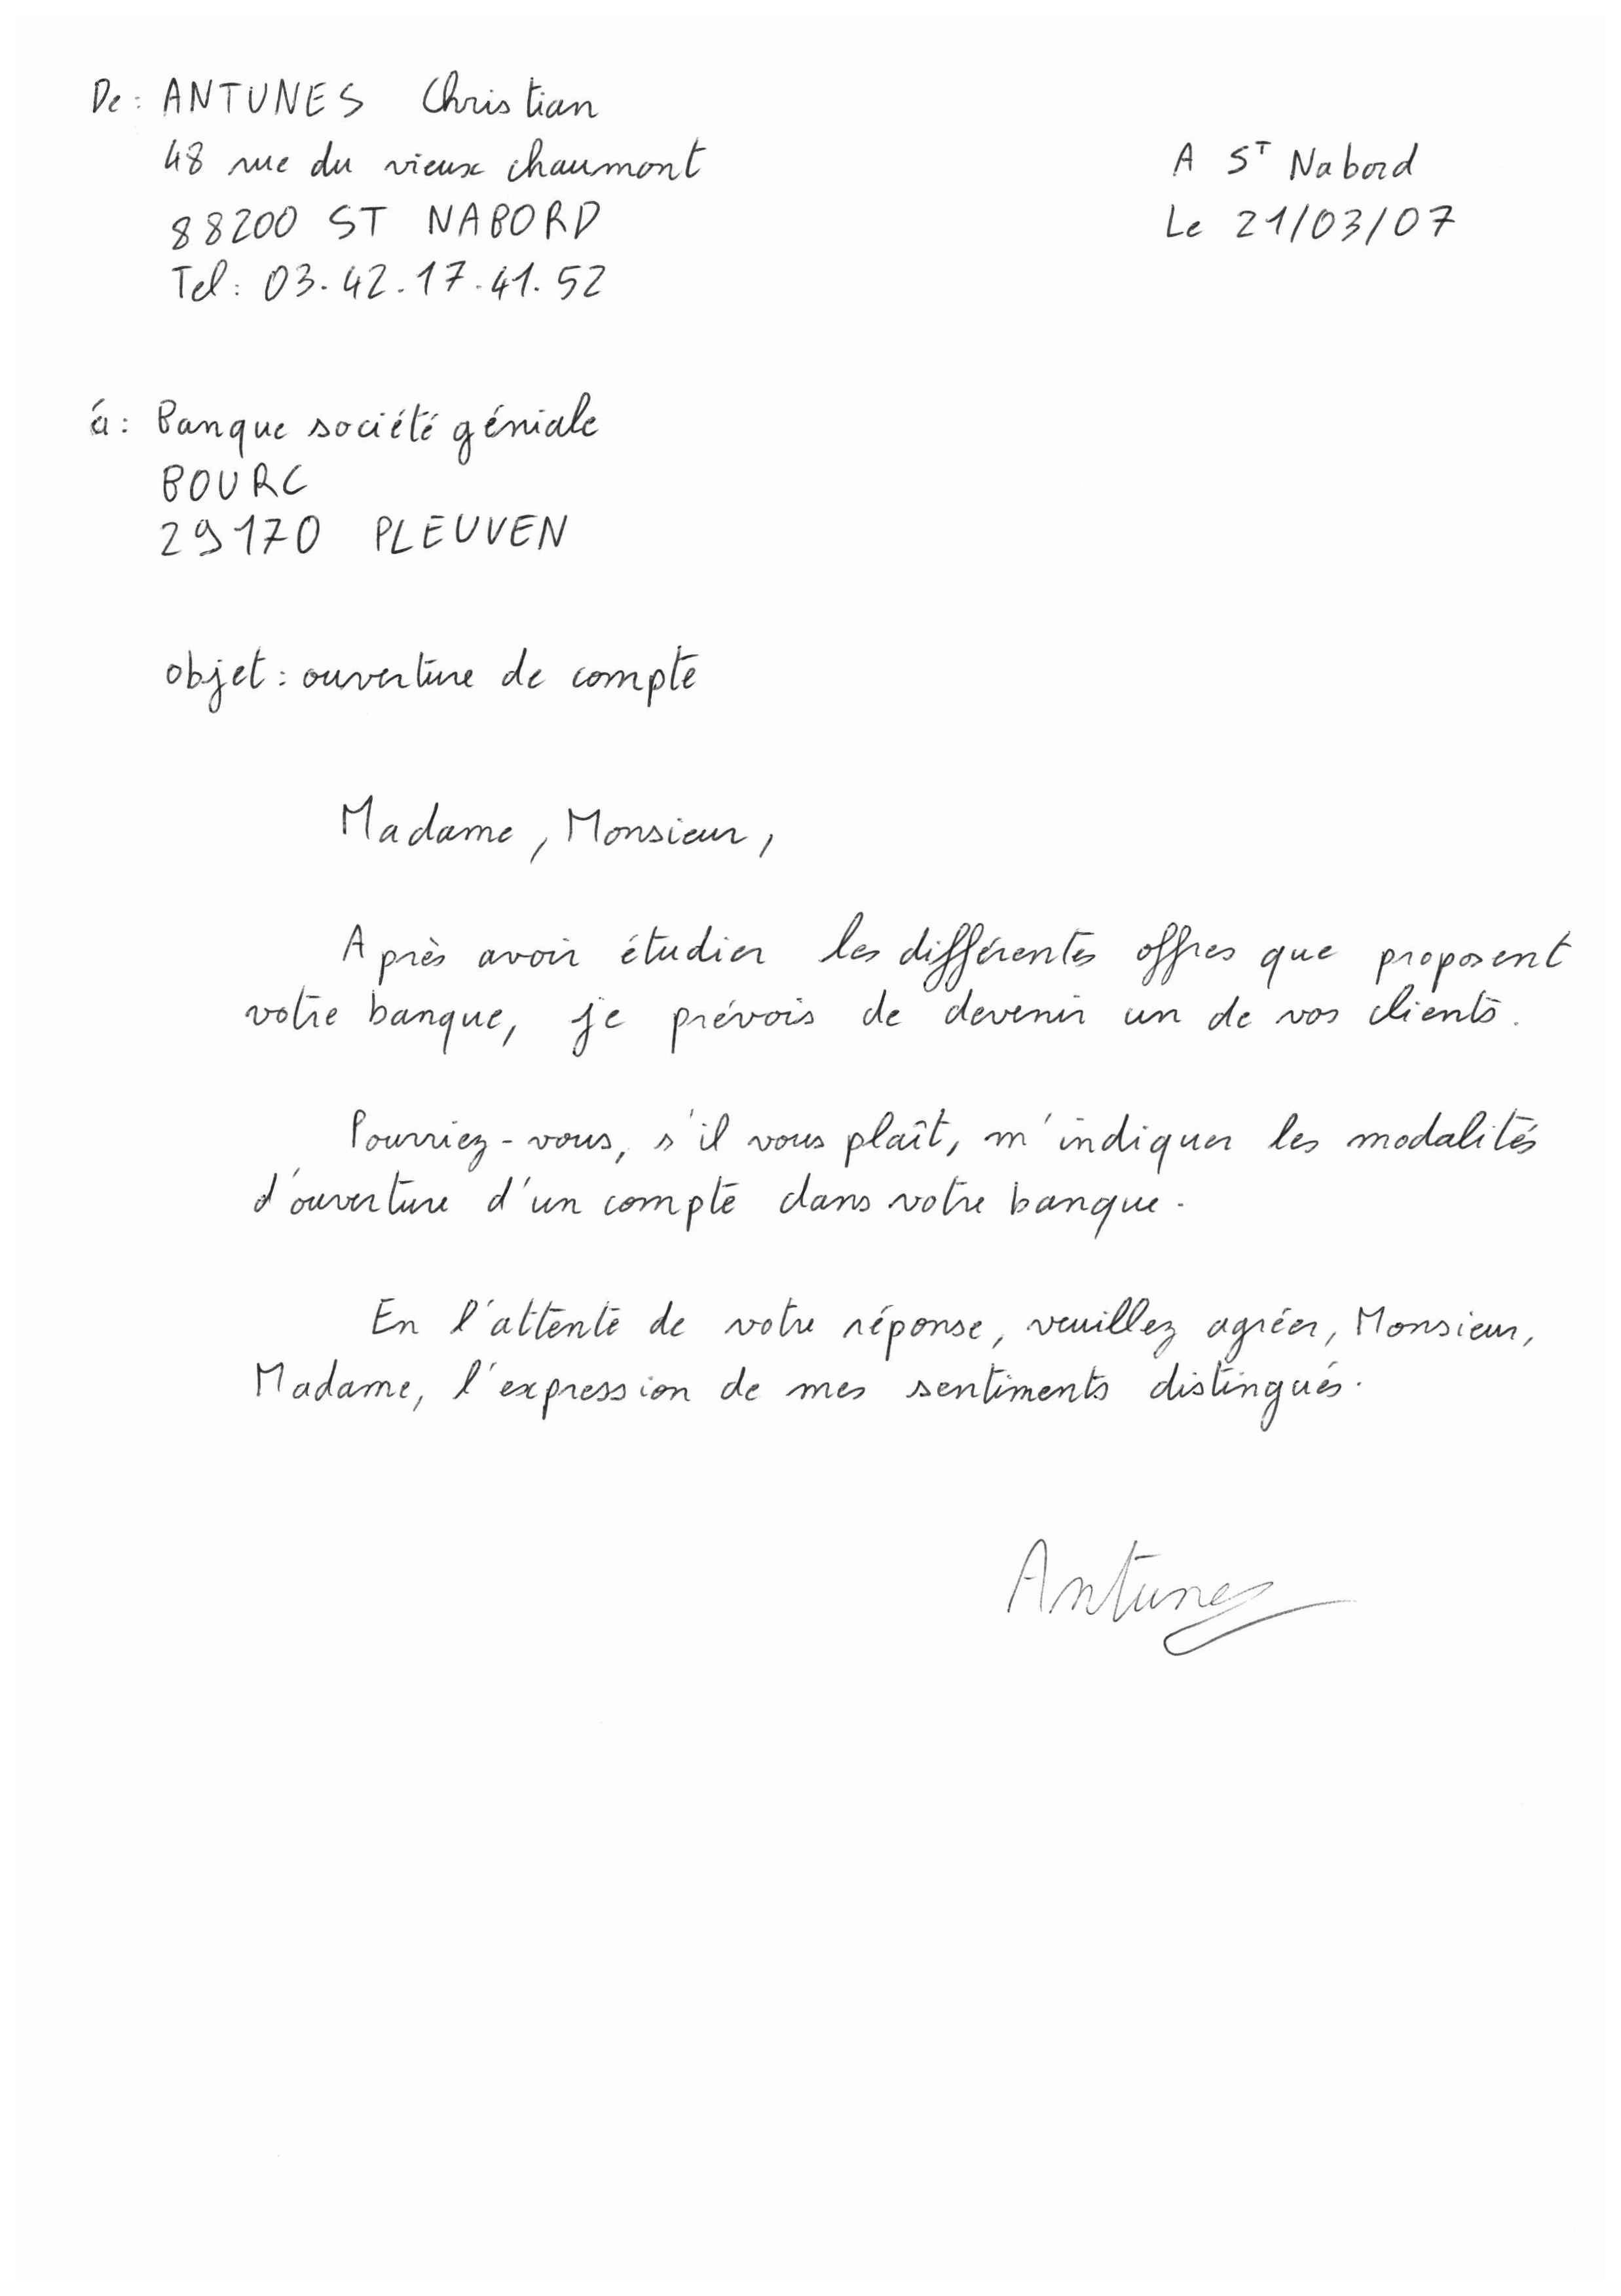 De : ANTUNES Christian
48 rue du vieux chaumont
88200 ST NABORD
Tel : 03.42.17.41.52
A ST Nabord
Le 21/03/07
á : Banque société géniale
BOURC
29170 PLEUVEN
objet : ouverture de compte
Madame, Monsieur,
Après avoir étudier les différentes offres que proposent
votre banque, je prévois de devenir un de vos clients.
Pourriez-vous, s'il vous plaît, m'indiquer les modalités
d'ouverture d'un compte dans votre banque.
En l'attente de votre réponse, veuillez agréer, Monsieur,
Madame, l'expression de mes sentiments distingués.
Antunes